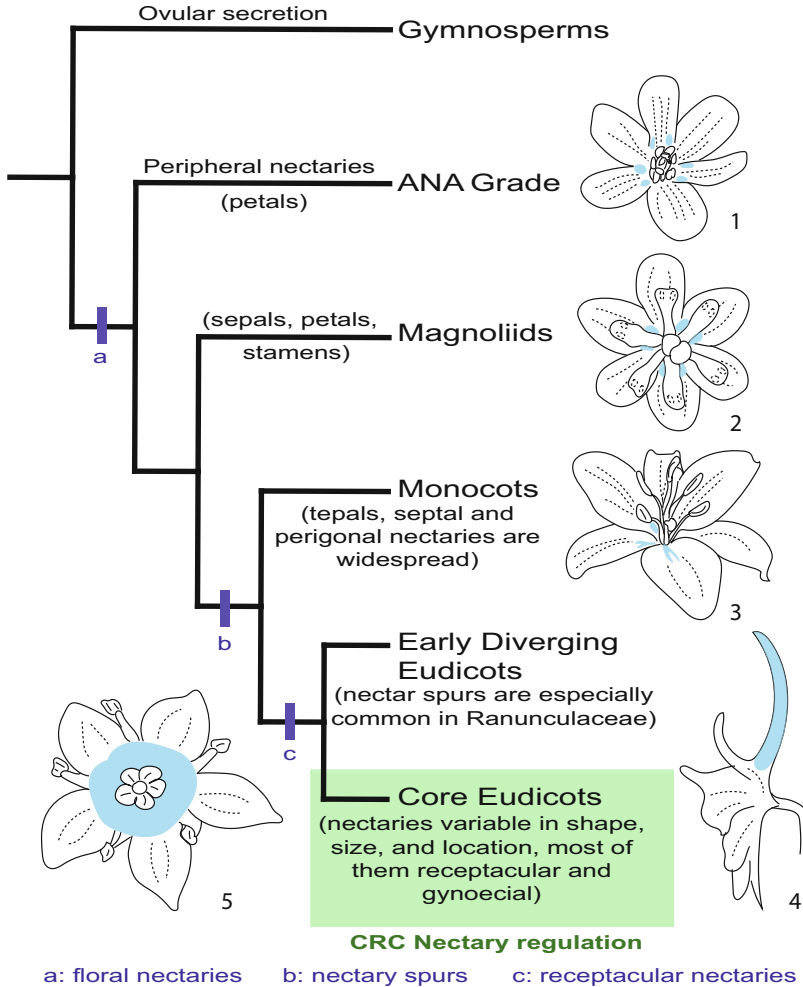 Ovular secretion
Gymnosperms
Peripheral nectaries
(petals)
ANA Grade
1
a
(sepals, petals,
stamens)
Magnoliids
2
Monocots
(tepals, septal and
perigonal nectaries are
widespread)
3
b
Early Diverging
Eudicots
(nectar spurs are especially
common in Ranunculaceae)
c
Core Eudicots
(nectaries variable in shape,
size, and location, most of
them receptacular and
gynoecial)
4
5
CRC Nectary regulation
a: floral nectaries b: nectary spurs c: receptacular nectaries